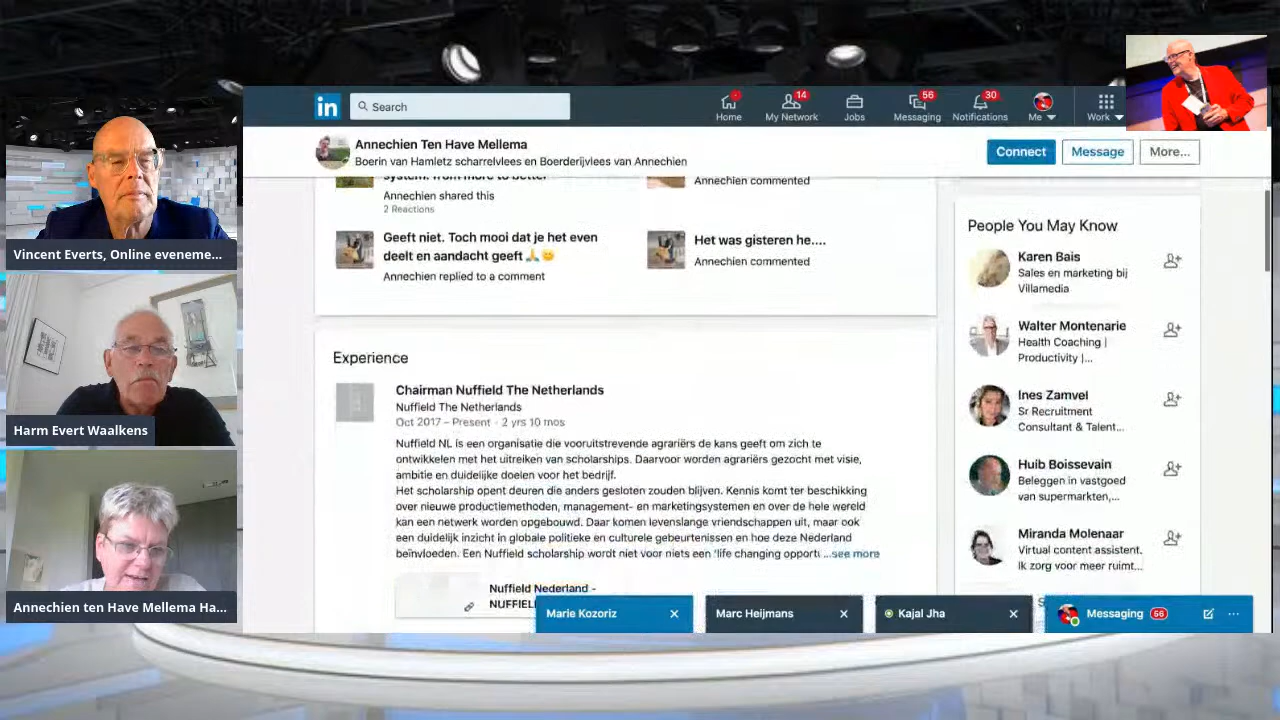 in
Search
Home
14
My Network
Jobs
56
Messaging
30
Notifications
Me
Work
Annechien Ten Have Mellema
Boerin van Hamletz scharrelvlees en Boerderijvlees van Annechien
Connect
Message
More...
system. from more to better
Annechien shared this
2 Reactions
Annechien commented
Geeft niet. Toch mooi dat je het even
deelt en aandacht geeft 🙏😊
Annechien replied to a comment
Het was gisteren he....
Annechien commented
Experience
Chairman Nuffield The Netherlands
Nuffield The Netherlands
Oct 2017 – Present · 2 yrs 10 mos
Nuffield NL is een organisatie die vooruitstrevende agrariërs de kans geeft om zich te
ontwikkelen met het uitreiken van scholarships. Daarvoor worden agrariërs gezocht met visie,
ambitie en duidelijke doelen voor het bedrijf.
Het scholarship opent deuren die anders gesloten zouden blijven. Kennis komt ter beschikking
over nieuwe productiemethoden, management- en marketingsystemen en over de hele wereld
kan een netwerk worden opgebouwd. Daar komen levenslange vriendschappen uit, maar ook
een duidelijk inzicht in globale politieke en culturele gebeurtenissen en hoe deze Nederland
beïnvloeden. Een Nuffield scholarship wordt niet voor niets een 'life changing opporti ...see more
Nuffield Nederland -
NUFFIEL
People You May Know
Karen Bais
Sales en marketing bij
Villamedia
Walter Montenarie
Health Coaching |
Productivity |...
Ines Zamvel
Sr Recruitment
Consultant & Talent...
Huib Boissevain
Beleggen in vastgoed
van supermarkten,...
Miranda Molenaar
Virtual content assistent.
Ik zorg voor meer ruimt...
Marie Kozoriz
Marc Heijmans
Kajal Jha
Messaging 56
Vincent Everts, Online eveneme...
Harm Evert Waalkens
Annechien ten Have Mellema Ha...